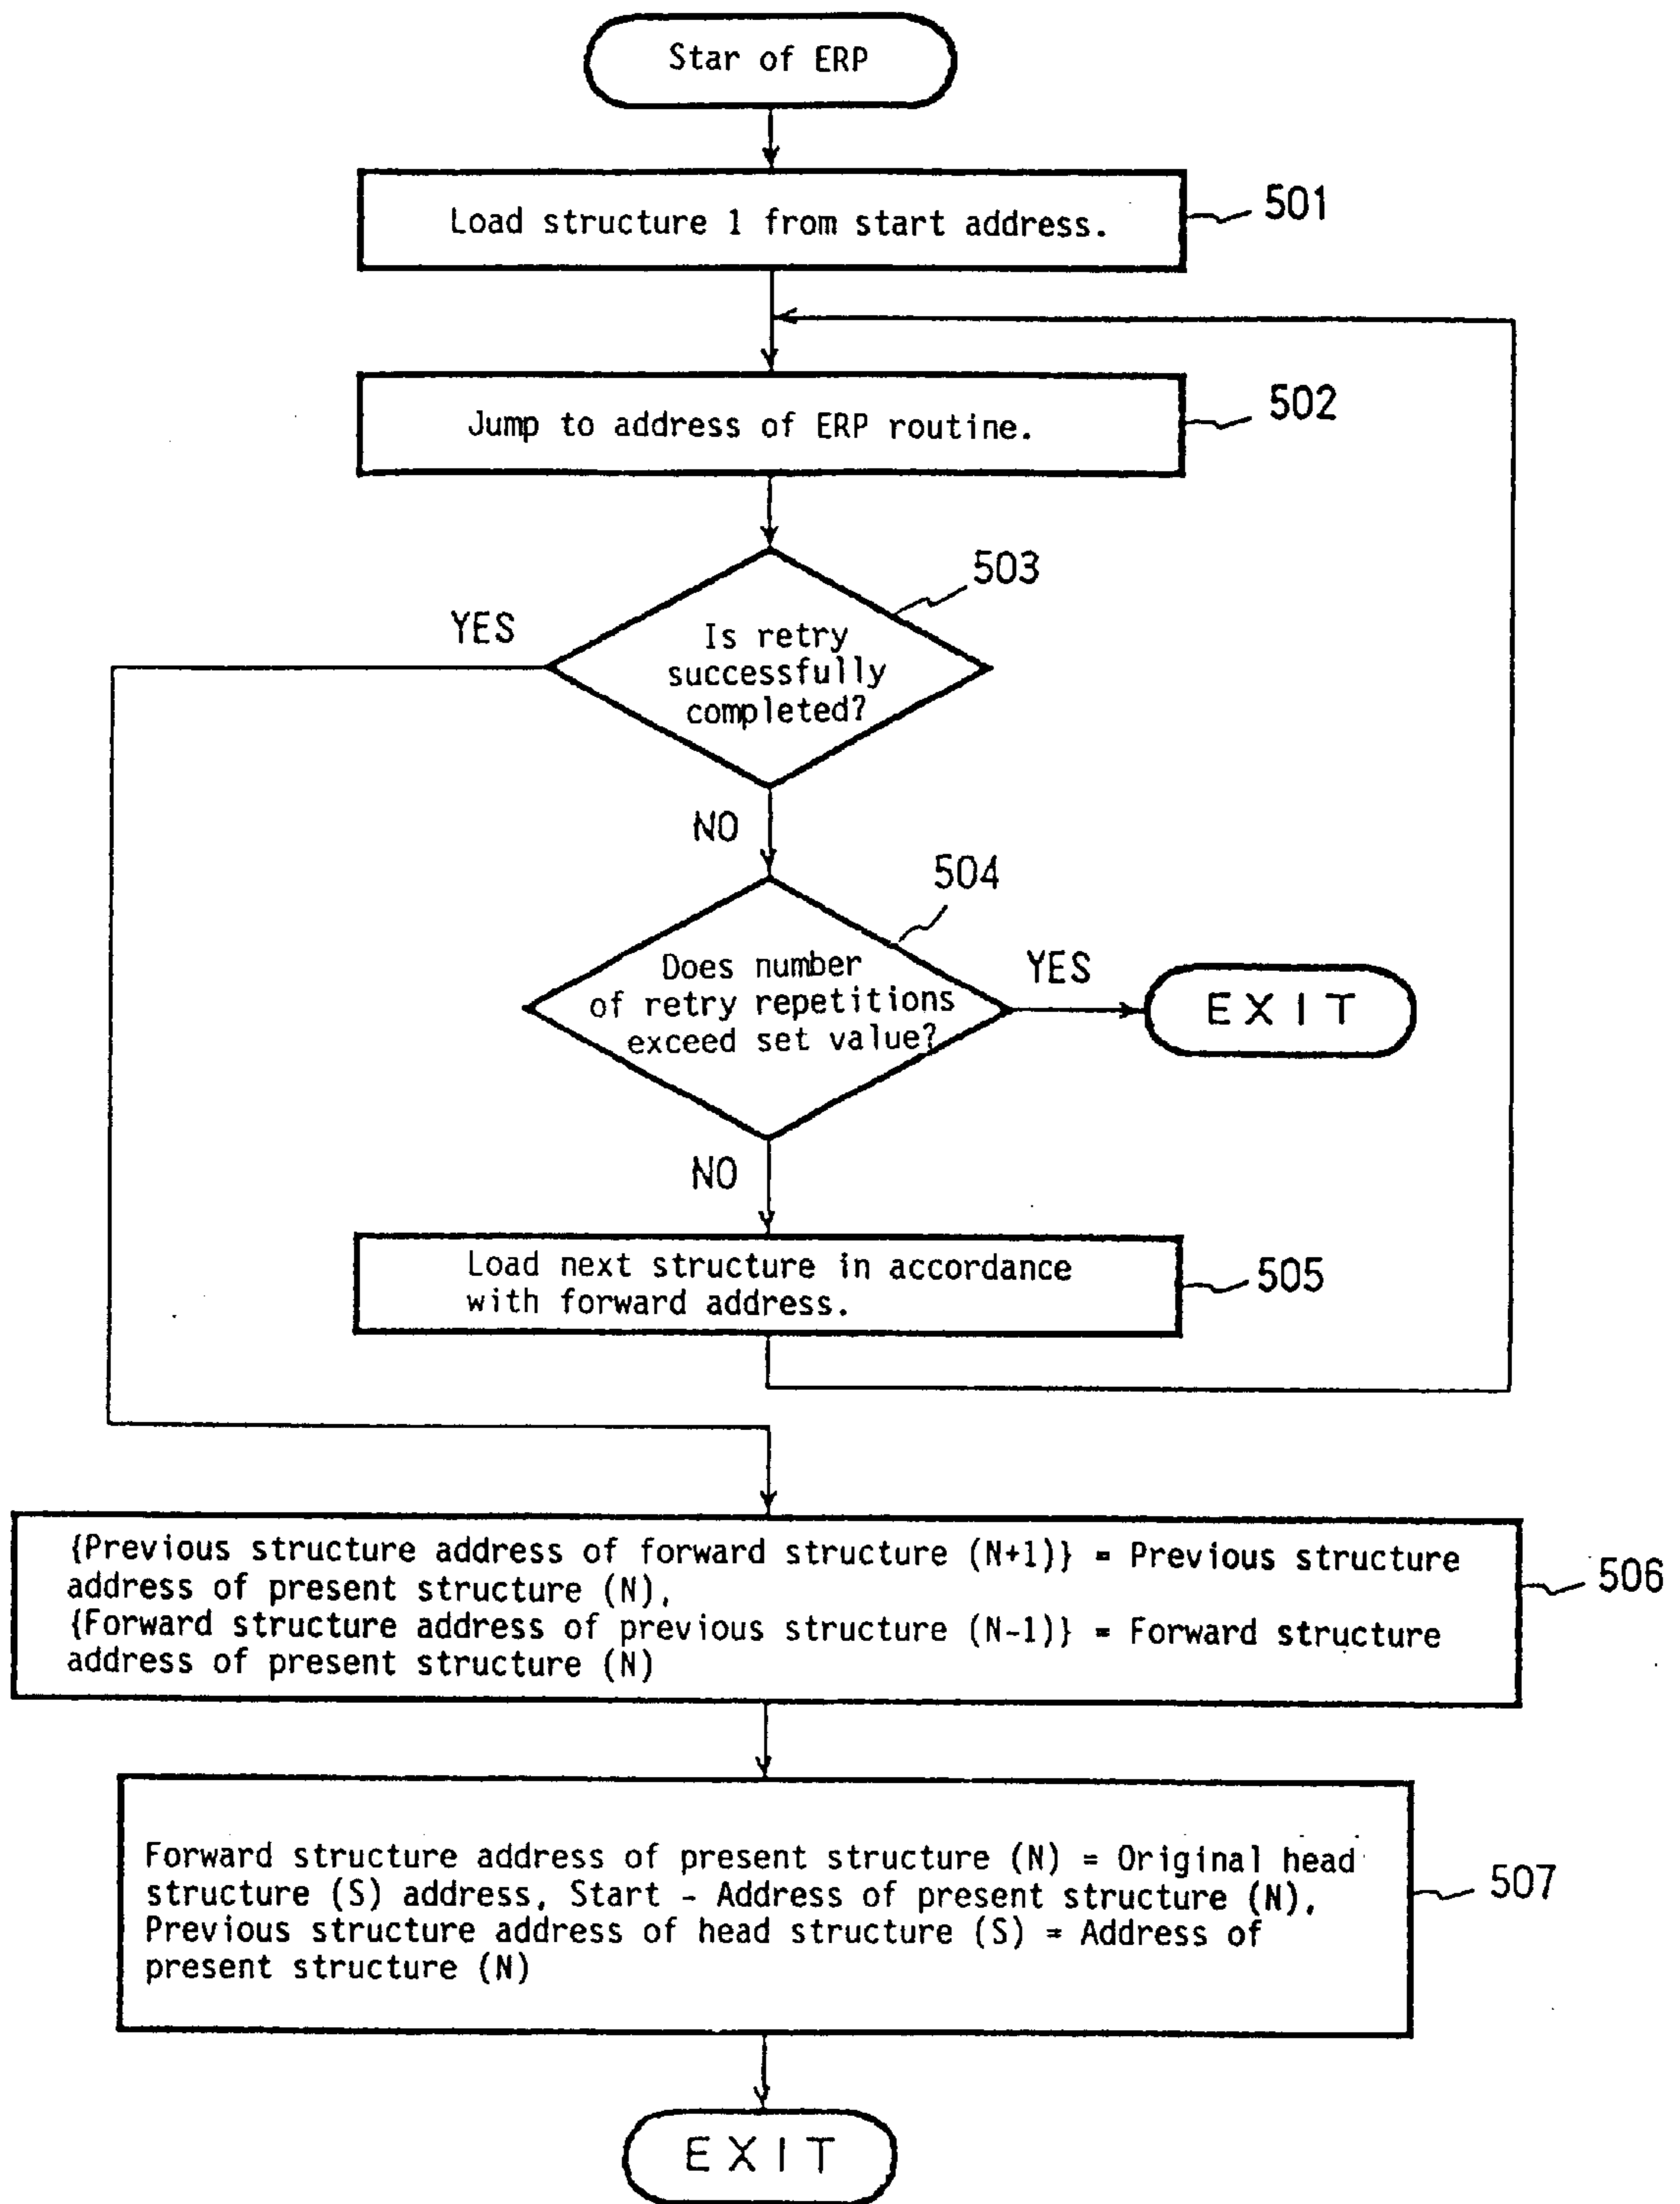 Star of ERP
Load structure 1 from start address.
501
Jump to address of ERP routine.
502
503
YES
Is retry
successfully
completed?
NO
504
Does number
of retry repetitions
exceed set value?
YES
EXIT
NO
Load next structure in accordance
with forward address.
505
{Previous structure address of forward structure (N+1)} = Previous structure
address of present structure (N),
{Forward structure address of previous structure (N-1)} = Forward structure
address of present structure (N)
506
Forward structure address of present structure (N) = Original head
structure (S) address, Start - Address of present structure (N),
Previous structure address of head structure (S) = Address of
present structure (N)
507
EXIT